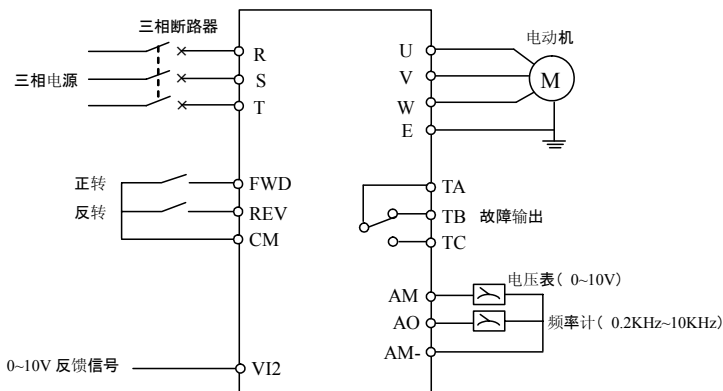 三相断路器
三相电源
R
S
T
U
V
W
E
电动机
M
正转
反转
FWD
REV
CM
TA
TB 故障输出
TC
AM
AO
AM-
电压表( 0~10V)
频率计( 0.2KHz~10KHz)
0~10V 反馈信号
VI2